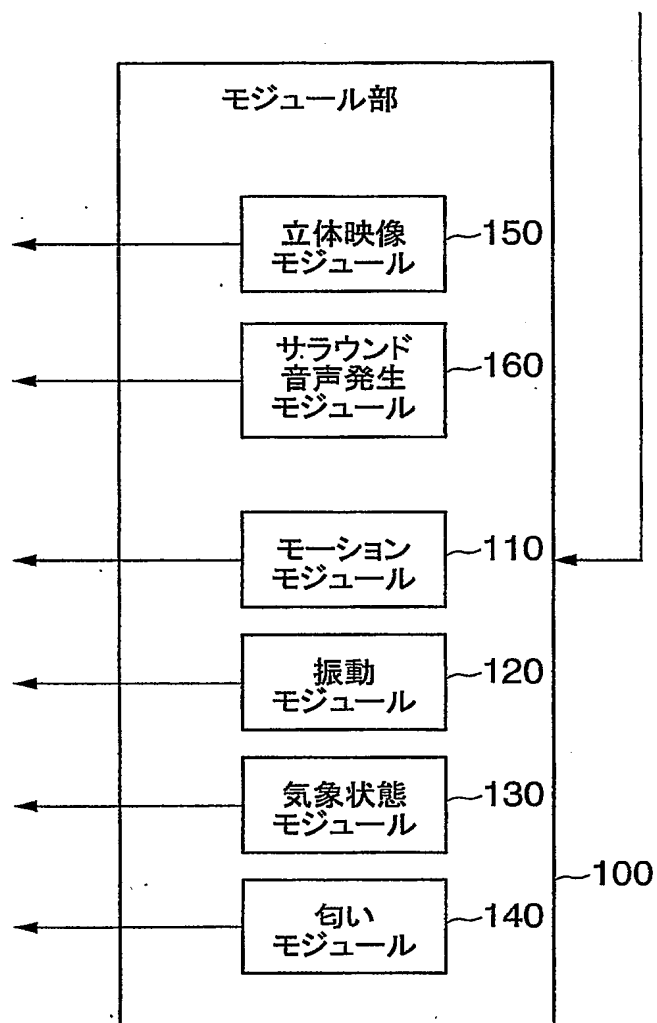 モジュール部
立体映像
モジュール
150
サラウンド
音声発生
モジュール
160
モーション
モジュール
110
振動
モジュール
120
気象状態
モジュール
130
100
匂い
モジュール
140